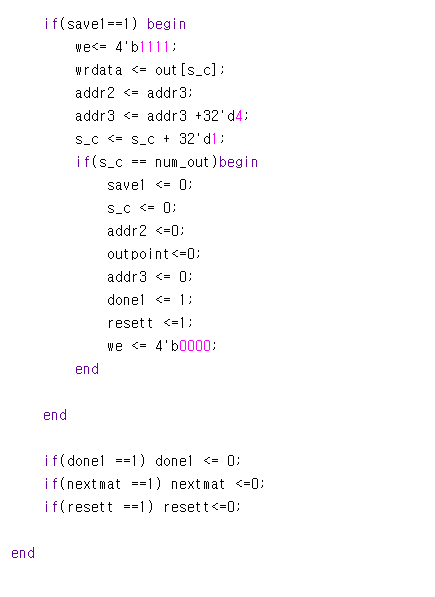 if(save1==1) begin
we<= 4'b1111;
wrdata <= out[s_c];
addr2 <= addr3;
addr3 <= addr3 +32'd4;
s_c <= s_c + 32'd1;
if(s_c == num_out)begin
save1 <= 0;
s_c <= 0;
addr2 <=0;
outpoint<=0;
addr3 <= 0;
done1 <= 1;
resett <=1;
we <= 4'b0000;
end
end
if(done1 ==1) done1 <= 0;
if(nextmat ==1) nextmat <=0;
if(resett ==1) resett<=0;
end